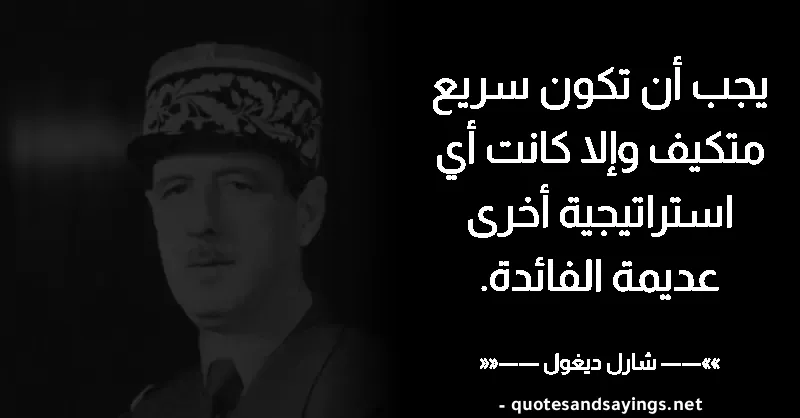 يجب أن تكون سريع
متكيف وإلا كانت أي
استراتيجية أخرى
عديمة الفائدة.
»»—— شارل ديغول ——««
- quotesandsayings.net